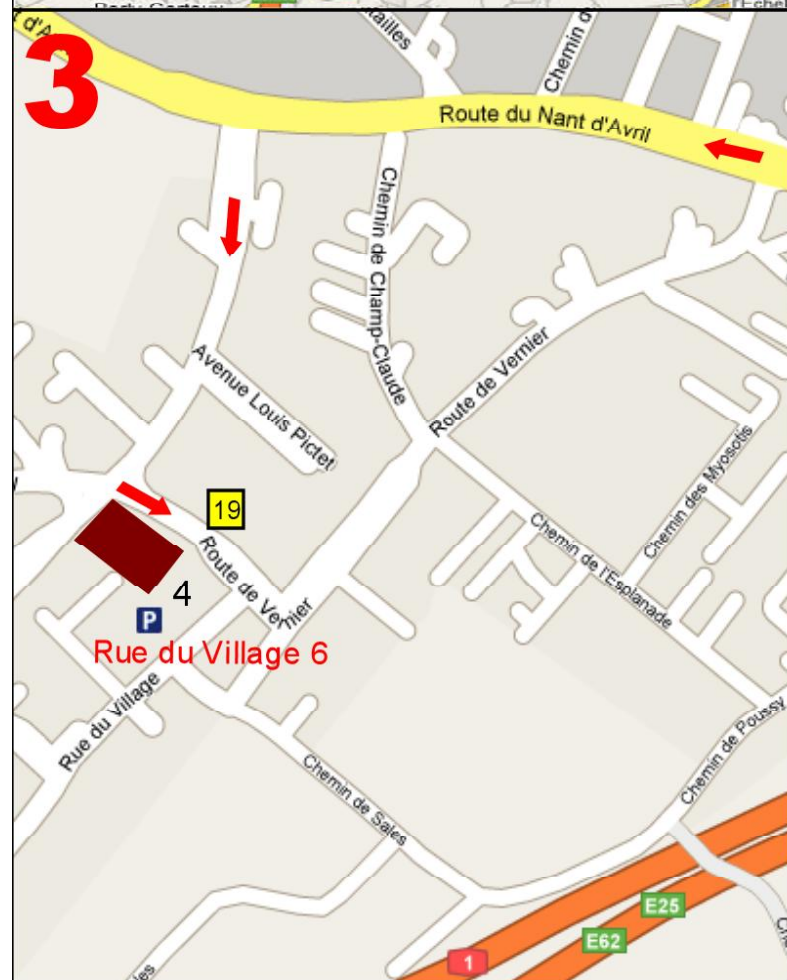 3
Route du Nant d'Avril
Chemin de Champ-Claude
Avenue Louis Pictet
Route de Vernier
Chemin des Myosotis
19
Route de Vernier
Chemin de l'Esplanade
4
P
Rue du Village 6
Rue du Village
Chemin de Sales
Chemin de Poussy
E25
E62
1